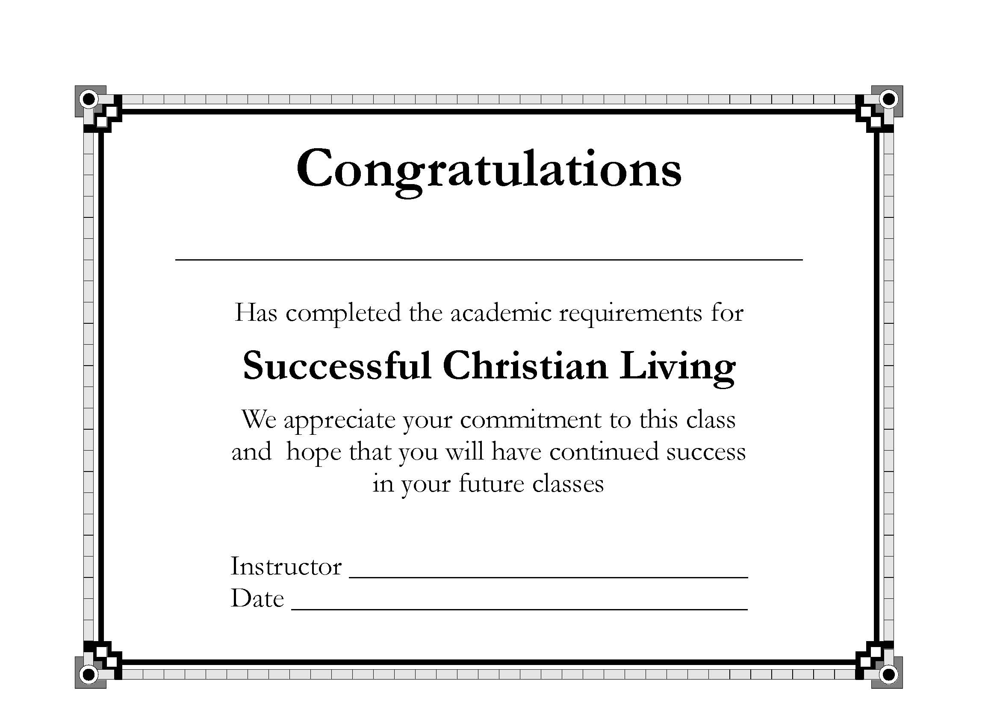 Congratulations
Has completed the academic requirements for
Successful Christian Living
We appreciate your commitment to this class
and  hope that you will have continued success
in your future classes
Instructor
Date